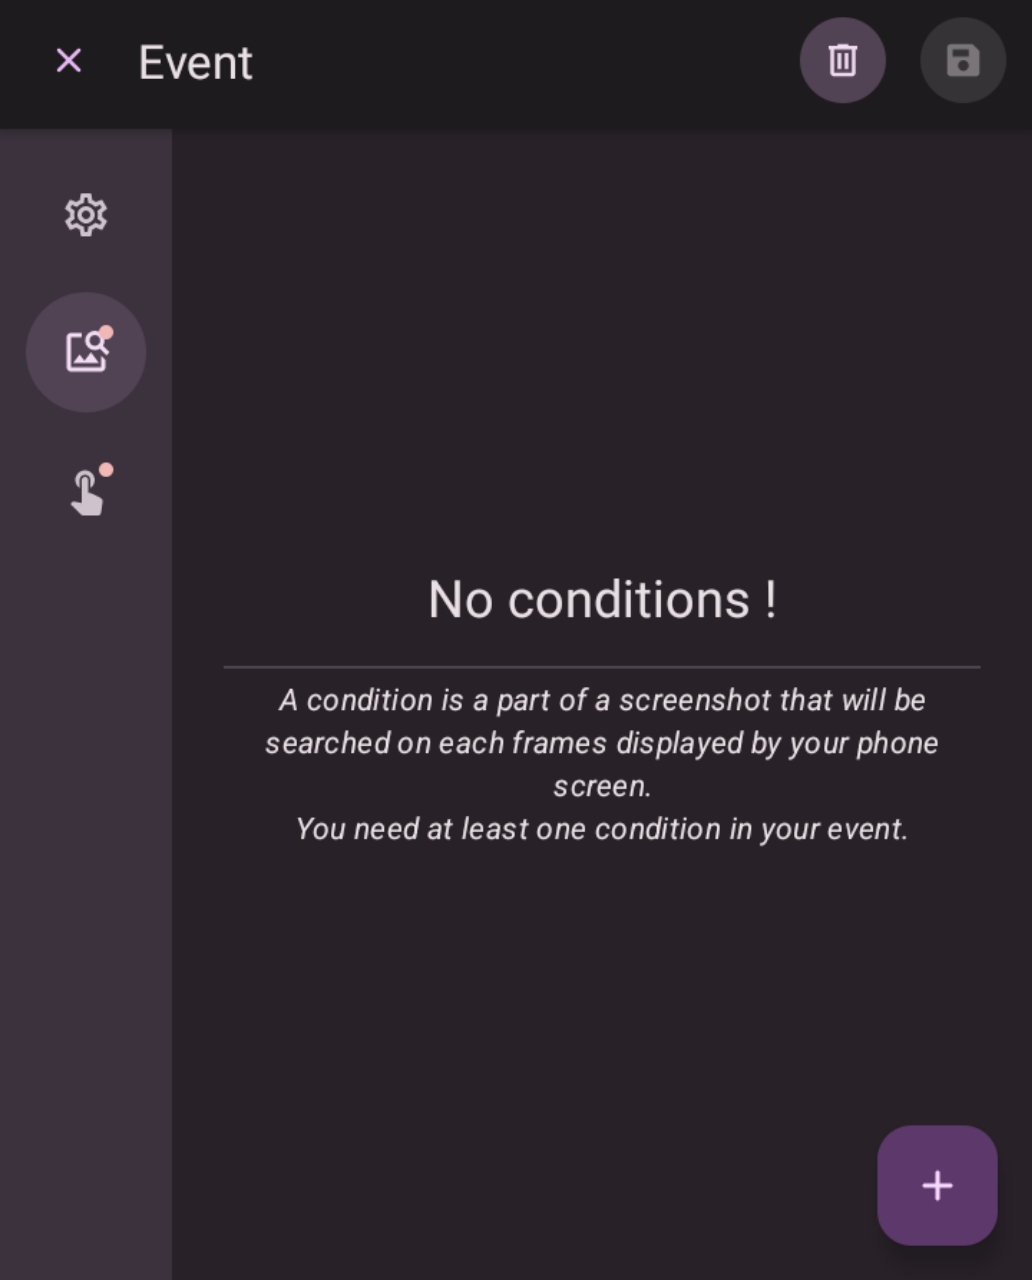 Event
No conditions !
A condition is a part of a screenshot that will be
searched on each frames displayed by your phone
screen.
You need at least one condition in your event.